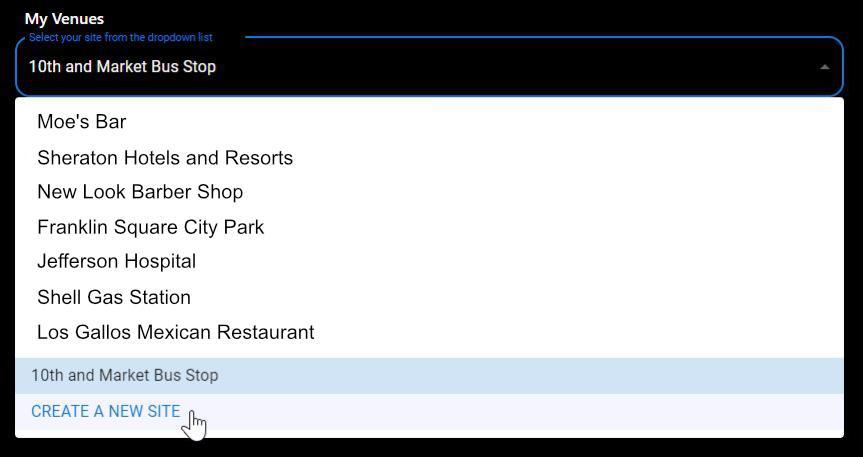 My Venues
Select your site from the dropdown list
10th and Market Bus Stop
Moe's Bar
Sheraton Hotels and Resorts
New Look Barber Shop
Franklin Square City Park
Jefferson Hospital
Shell Gas Station
Los Gallos Mexican Restaurant
10th and Market Bus Stop
CREATE A NEW SITE